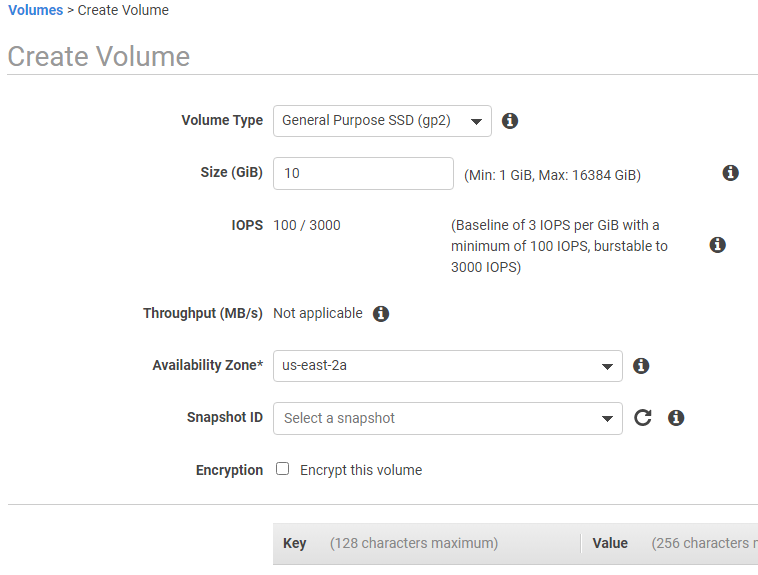 Volumes > Create Volume
Create Volume
Volume Type General Purpose SSD (gp2)
Size (GiB) 10 (Min: 1 GiB, Max: 16384 GiB)
IOPS 100 / 3000 (Baseline of 3 IOPS per GiB with a
minimum of 100 IOPS, burstable to
3000 IOPS)
Throughput (MB/s) Not applicable
Availability Zone* us-east-2a
Snapshot ID Select a snapshot
Encryption Encrypt this volume
Key (128 characters maximum) Value (256 characters